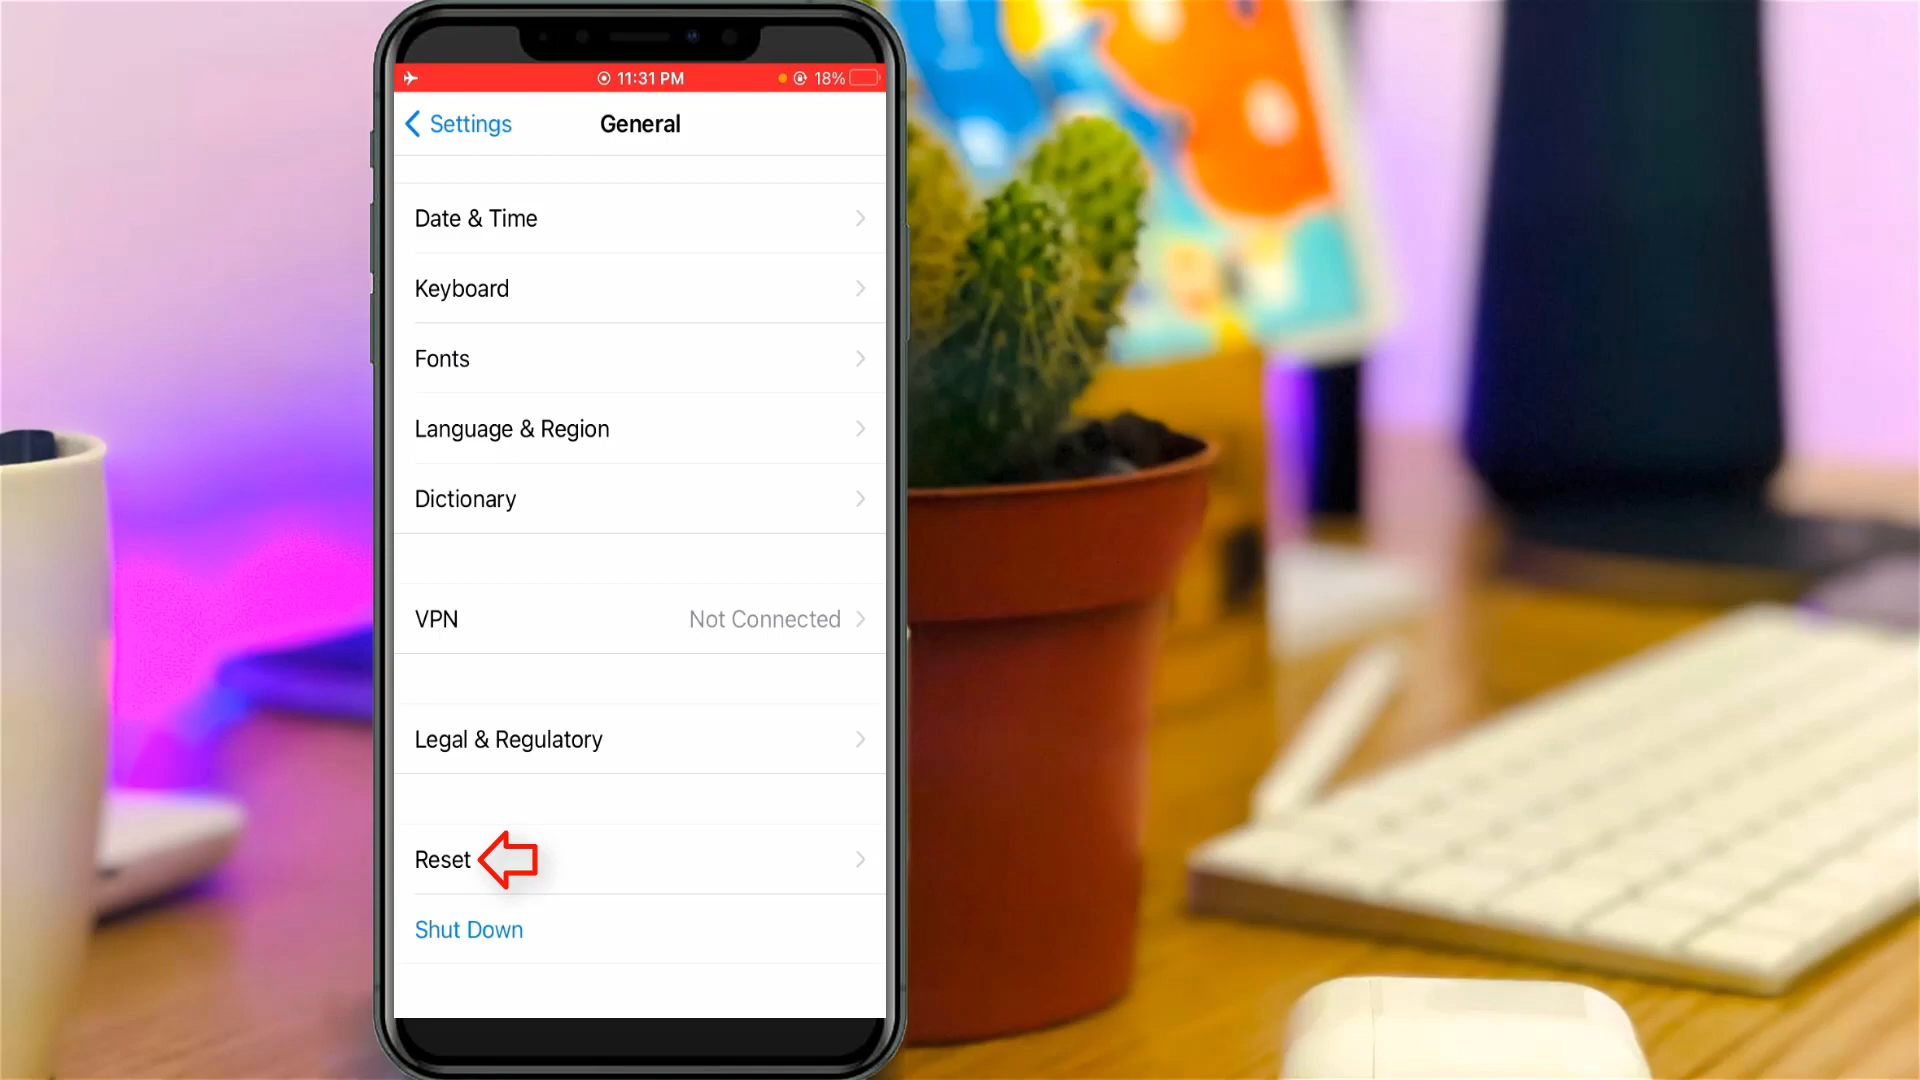 11:31 PM 18%
Settings General
Date & Time
Keyboard
Fonts
Language & Region
Dictionary
VPN Not Connected
Legal & Regulatory
Reset
Shut Down